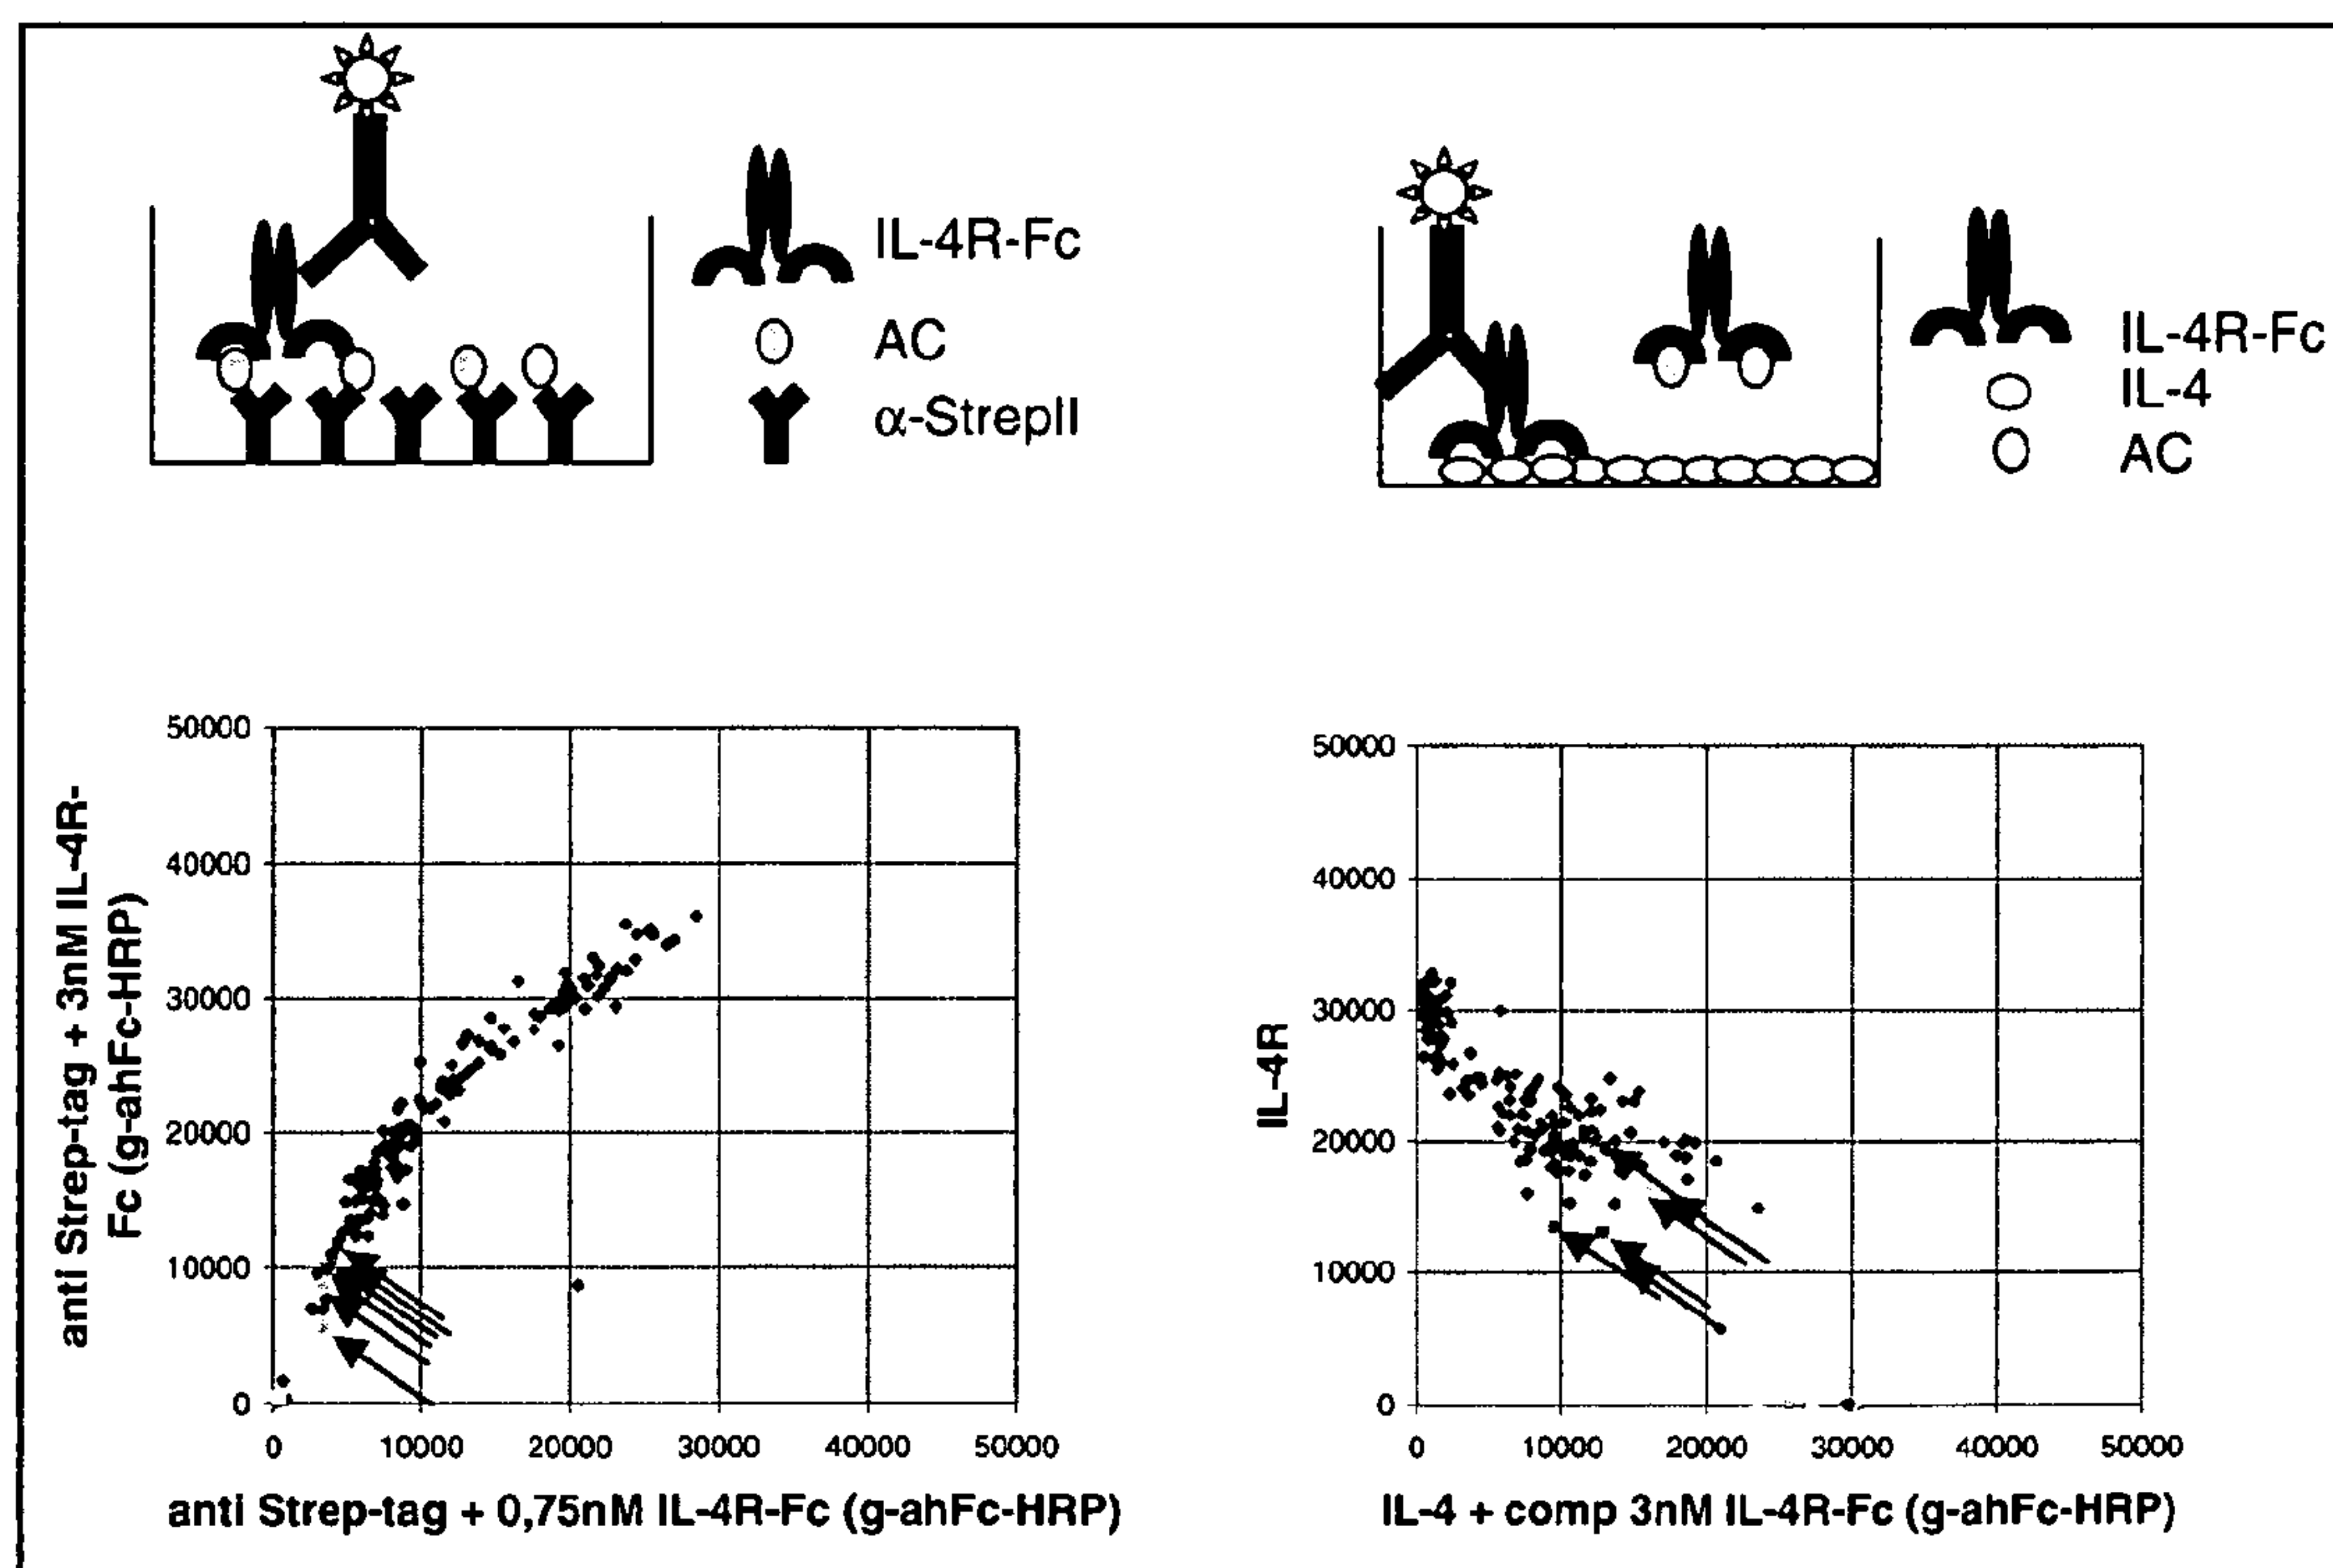 IL-4R-Fc
AC
α-StrepII
IL-4R-Fc
IL-4
AC
anti Strep-tag + 3nM IL-4R-
Fc (g-ahFc-HRP)
50000
40000
30000
20000
10000
0
0 10000 20000 30000 40000 50000
anti Strep-tag + 0,75nM IL-4R-Fc (g-ahFc-HRP)
IL-4R
50000
40000
30000
20000
10000
0
0 10000 20000 30000 40000 50000
IL-4 + comp 3nM IL-4R-Fc (g-ahFc-HRP)